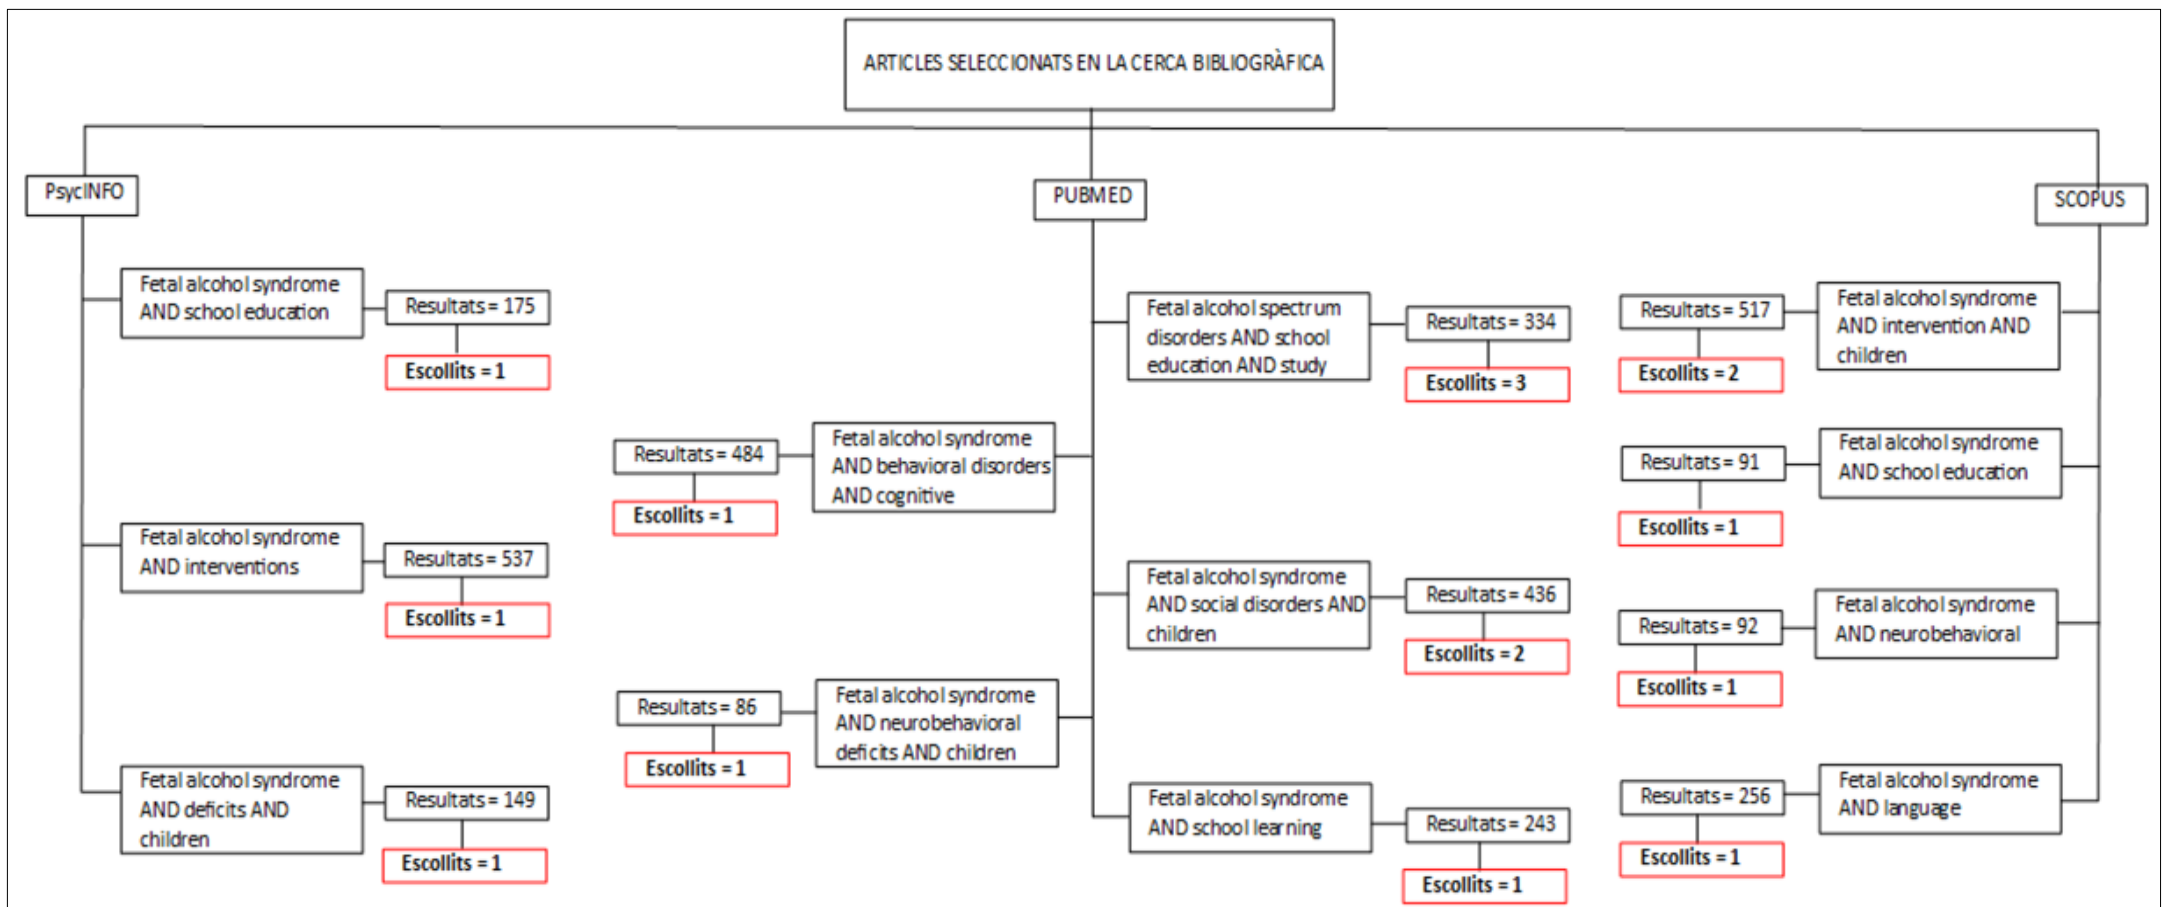 ARTICLES SELECCIONATS EN LA CERCA BIBLIOGRÀFICA
PsycINFO
Fetal alcohol syndrome
AND school education
Resultats = 175
Escollits = 1
Fetal alcohol syndrome
AND interventions
Resultats = 537
Escollits = 1
Fetal alcohol syndrome
AND deficits AND
children
Resultats = 149
Escollits = 1
PUBMED
Fetal alcohol syndrome
AND behavioral disorders
AND cognitive
Resultats = 484
Escollits = 1
Fetal alcohol syndrome
AND neurobehavioral
deficits AND children
Resultats = 86
Escollits = 1
Fetal alcohol spectrum
disorders AND school
education AND study
Resultats = 334
Escollits = 3
Fetal alcohol syndrome
AND social disorders AND
children
Resultats = 436
Escollits = 2
Fetal alcohol syndrome
AND school learning
Resultats = 243
Escollits = 1
SCOPUS
Fetal alcohol syndrome
AND intervention AND
children
Resultats = 517
Escollits = 2
Fetal alcohol syndrome
AND school education
Resultats = 91
Escollits = 1
Fetal alcohol syndrome
AND neurobehavioral
Resultats = 92
Escollits = 1
Fetal alcohol syndrome
AND language
Resultats = 256
Escollits = 1